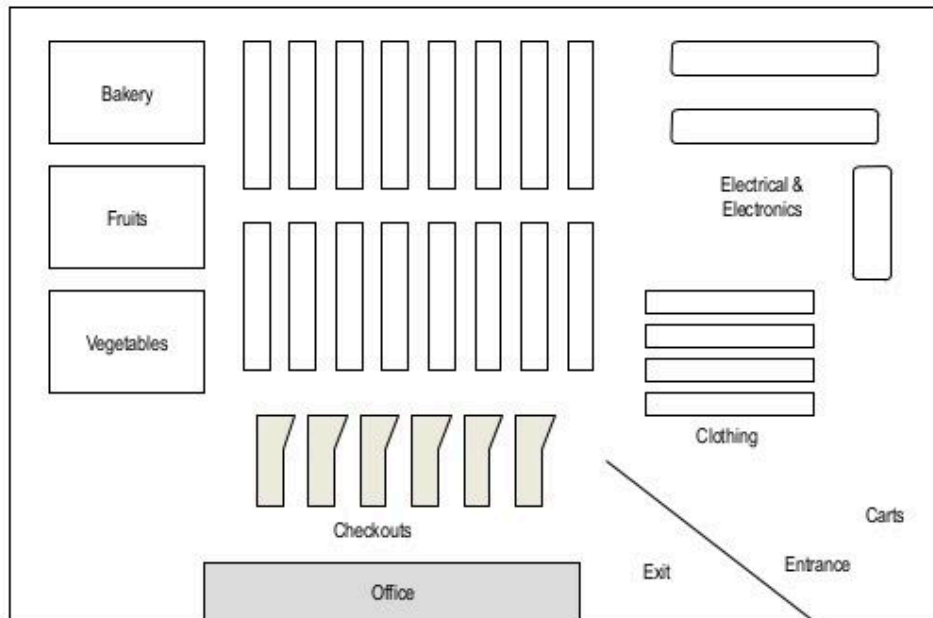 Bakery
Fruits
Vegetables
Electrical &
Electronics
Clothing
Checkouts
Carts
Entrance
Exit
Office